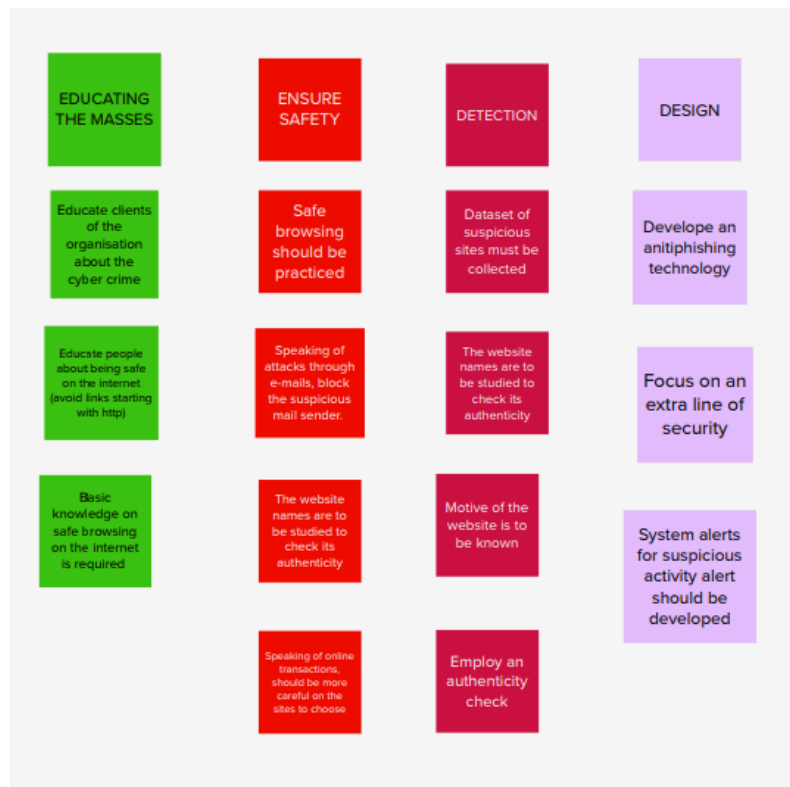 EDUCATING
THE MASSES
Educate clients
of the
organisation
about the
cyber crime
Educate people
about being safe
on the internet
(avoid links starting
with http)
Basic
knowledge on
safe browsing
on the internet
is required
ENSURE
SAFETY
Safe
browsing
should be
practiced
Speaking of
attacks through
e-mails, block
the suspicious
mail sender.
The website
names are to
be studied to
check its
authenticity
Speaking of online
transactions,
should be more
careful on the
sites to choose
DETECTION
Dataset of
suspicious
sites must be
collected
The website
names are to
be studied to
check its
authenticity
Motive of the
website is to
be known
Employ an
authenticity
check
DESIGN
Develope an
anitiphishing
technology
Focus on an
extra line of
security
System alerts
for suspicious
activity alert
should be
developed